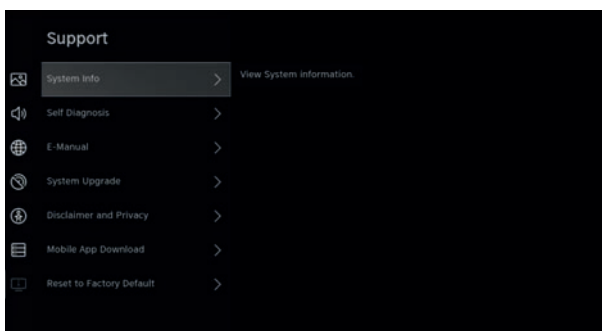 Support
System Info
View System information.
Self Diagnosis
E-Manual
System Upgrade
Disclaimer and Privacy
Mobile App Download
Reset to Factory Default